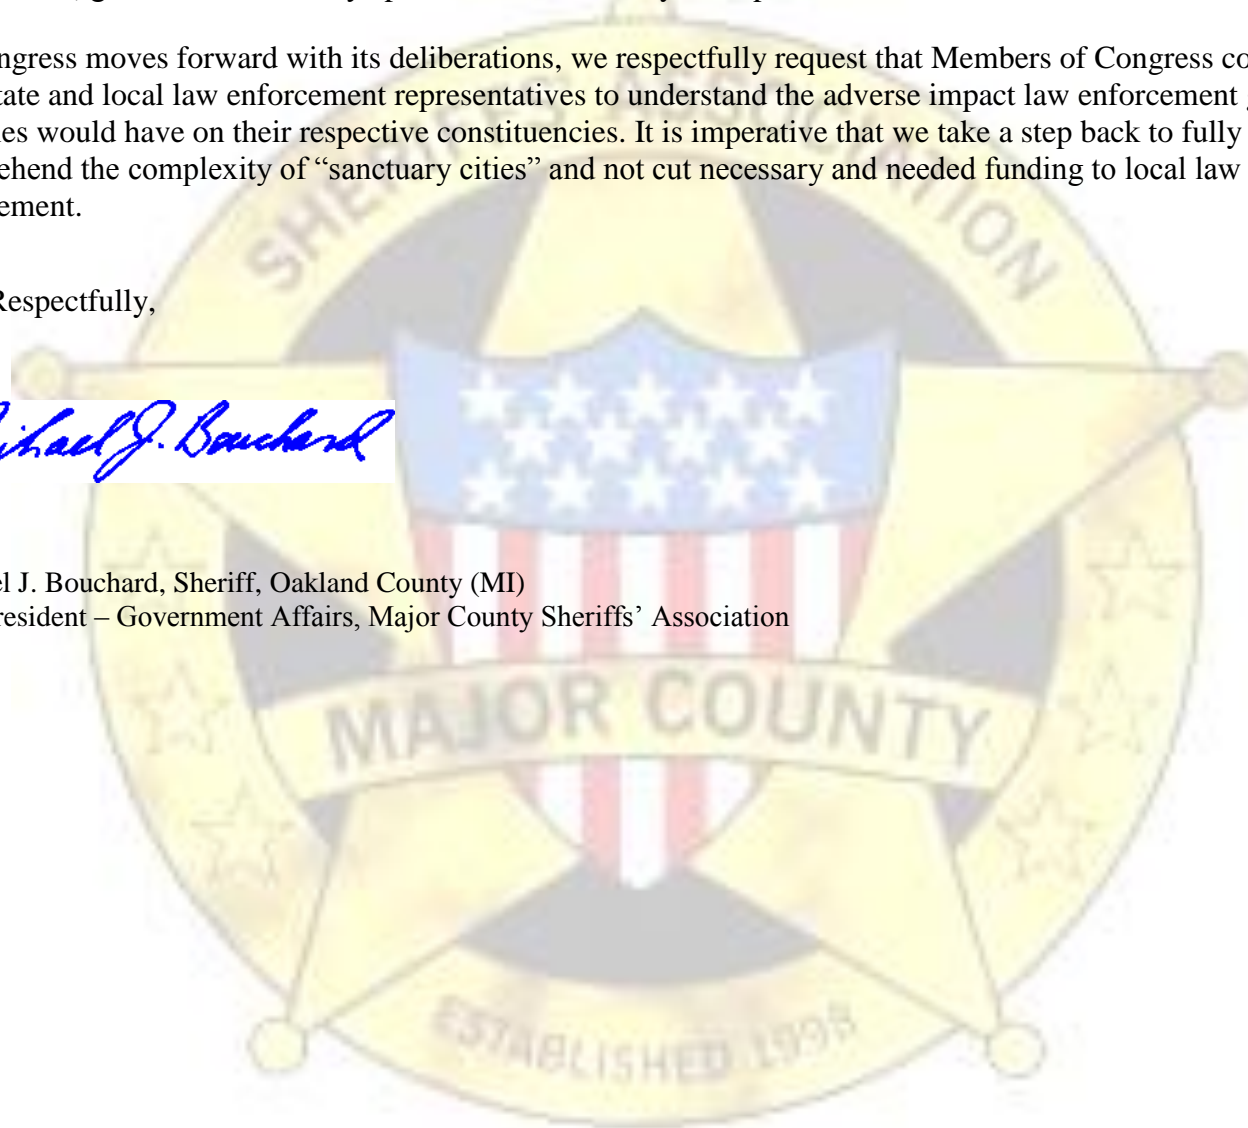 ngress moves forward with its deliberations, we respectfully request that Members of Congress co
tate and local law enforcement representatives to understand the adverse impact law enforcement
es would have on their respective constituencies. It is imperative that we take a step back to fully
ehend the complexity of “sanctuary cities” and not cut necessary and needed funding to local law
ement.
Respectfully,
ihael J. Bouchard
el J. Bouchard, Sheriff, Oakland County (MI)
resident – Government Affairs, Major County Sheriffs’ Association
SHERIFFS' ASSOCIATION
MAJOR COUNTY
ESTABLISHED 1998